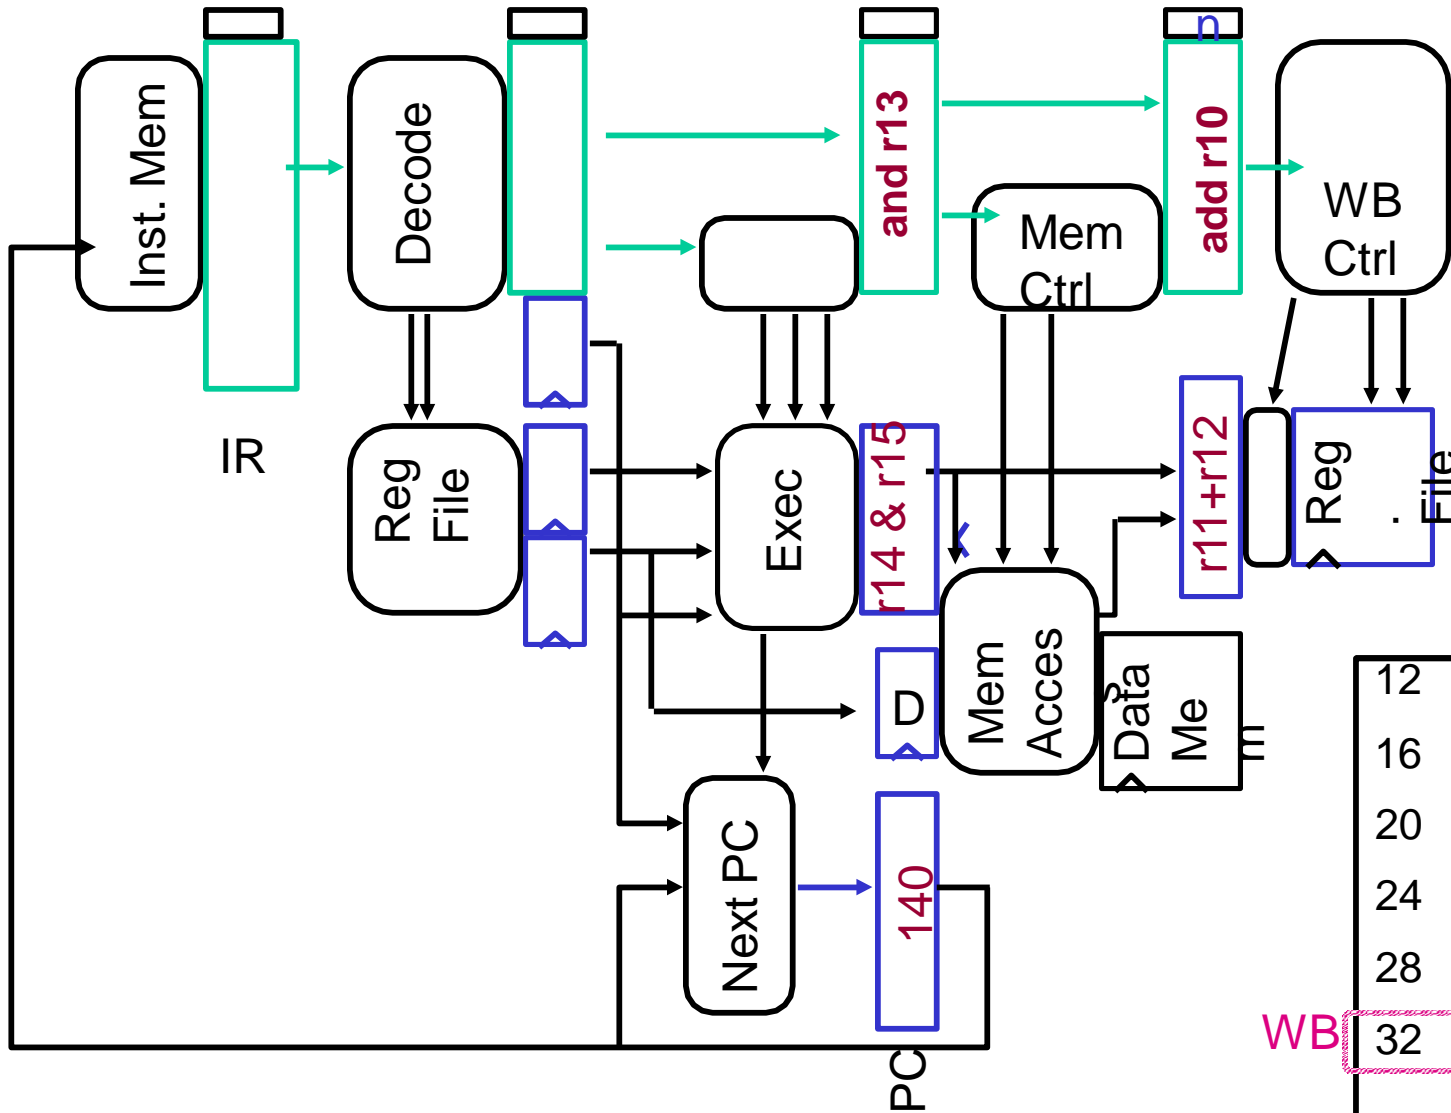 n
Inst. Mem
Decode
and r13
Mem
Ctrl
add r10
WB
Ctrl
IR
Reg
File
Exec
r14 & r15
r11+r12
Reg
.
File
D
Mem
Acces
s
Data
Me
m
Next PC
140
PC
12
16
20
24
28
WB
32